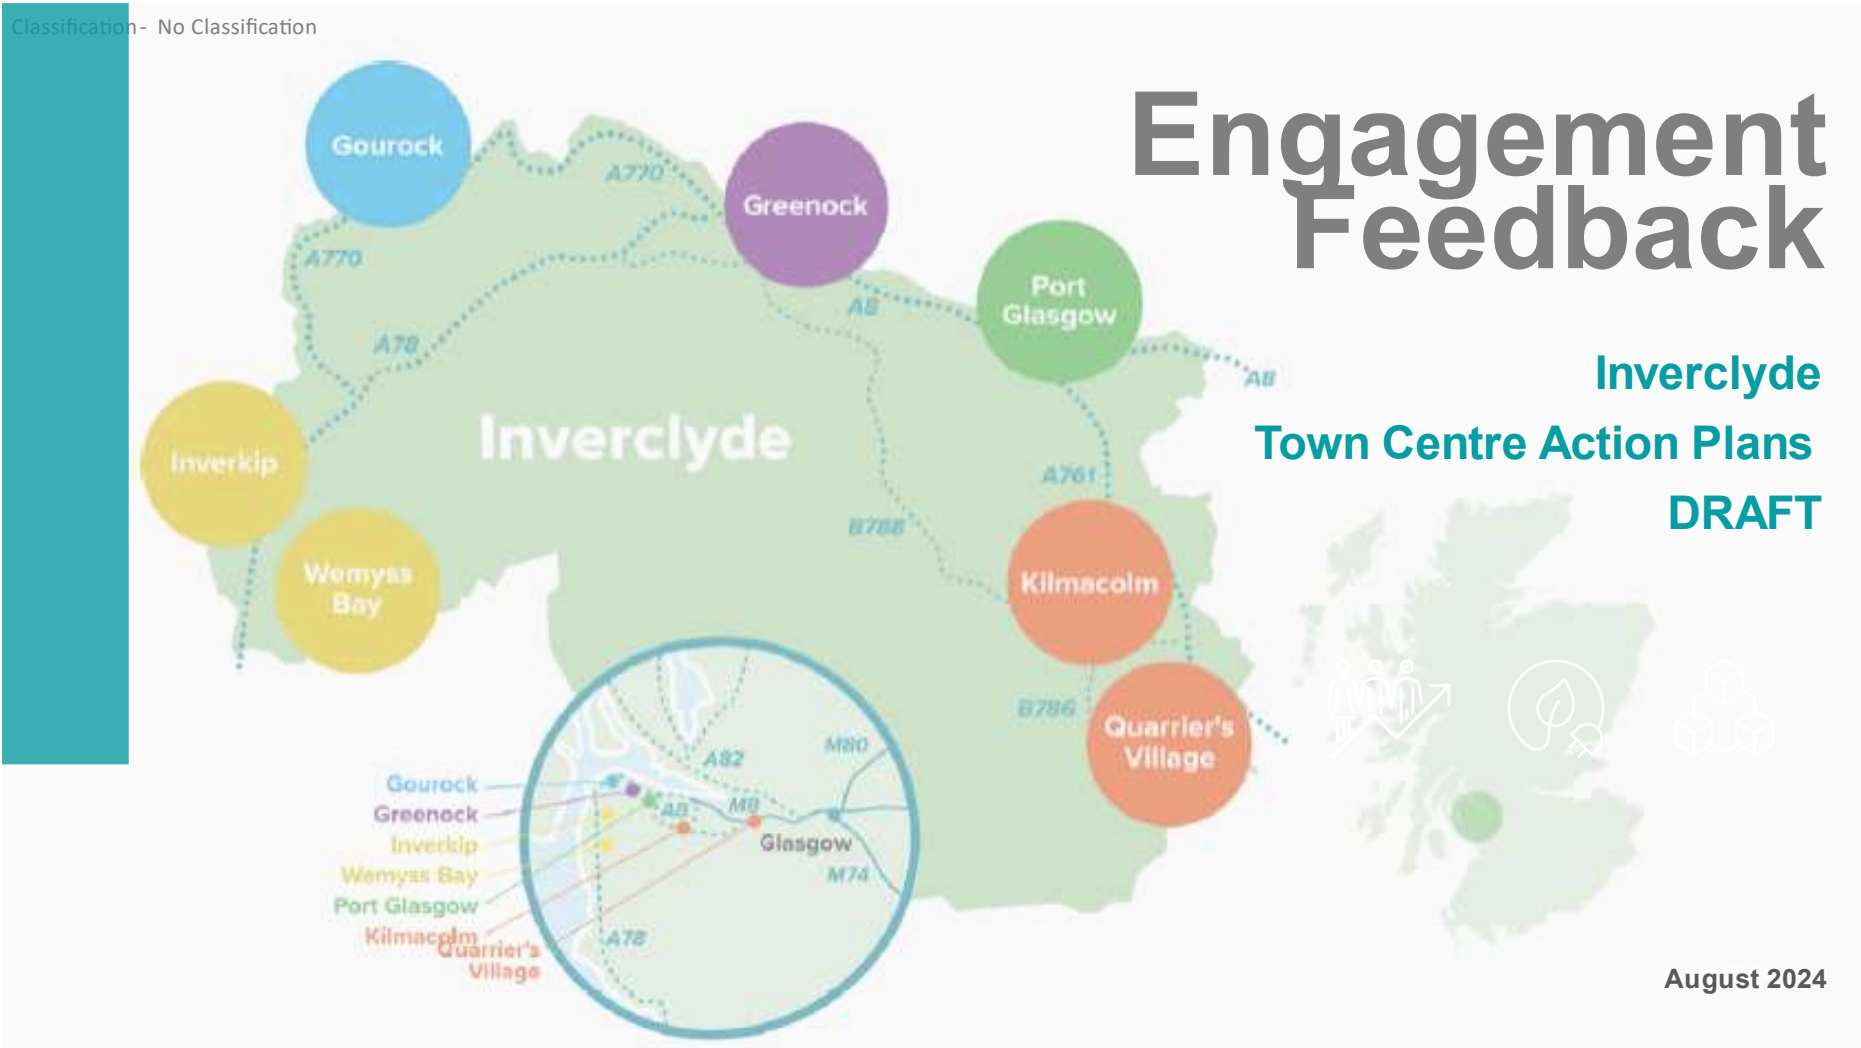 Classification - No Classification
Engagement
Feedback
Inverclyde
Town Centre Action Plans
DRAFT
August 2024
Gourock
Greenock
Port
Glasgow
Inverkip
Wemyss
Bay
Kilmacolm
Quarrier's
Village
Inverclyde
A770
A770
A78
A8
A8
A761
B788
B786
A82
M80
A8
M8
Glasgow
M74
A78
Gourock
Greenock
Inverkip
Wemyss Bay
Port Glasgow
Kilmacolm
Quarrier's
Village